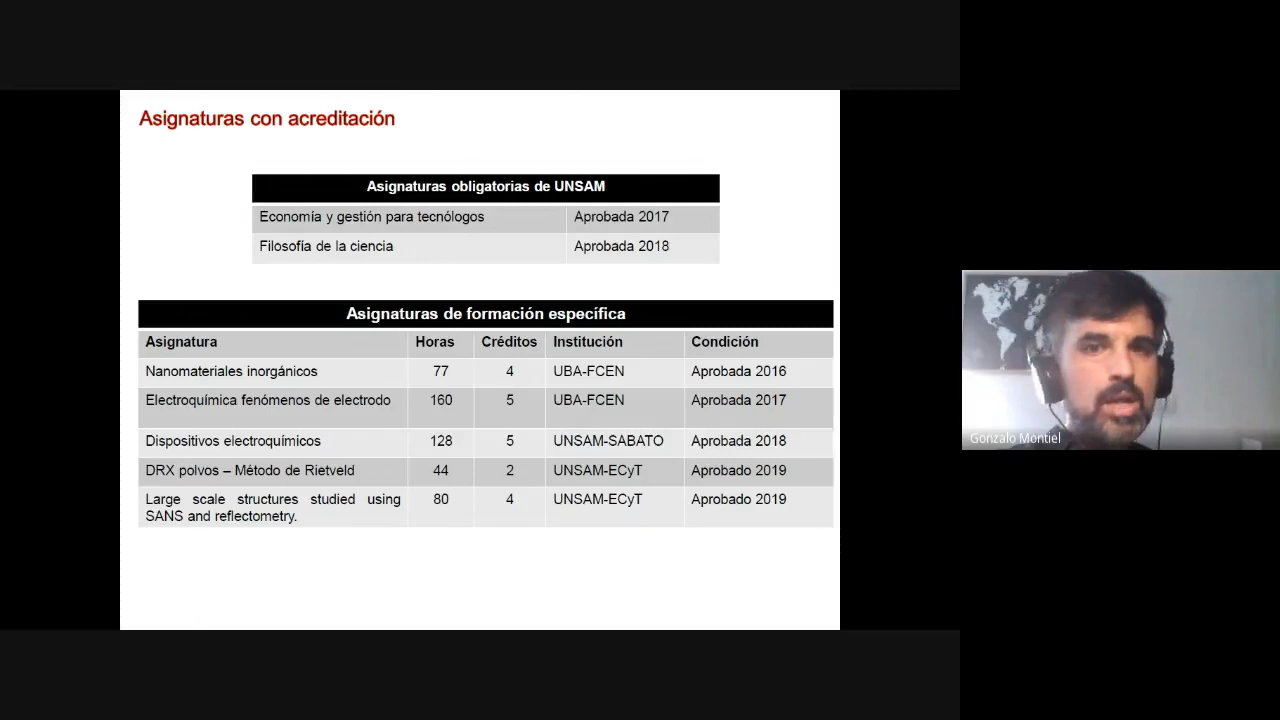 Asignaturas con acreditación
Asignaturas obligatorias de UNSAM
Economía y gestión para tecnólogos Aprobada 2017
Filosofía de la ciencia Aprobada 2018
Asignaturas de formación específica
Asignatura Horas Créditos Institución Condición
Nanomateriales inorgánicos 77 4 UBA-FCEN Aprobada 2016
Electroquímica fenómenos de electrodo 160 5 UBA-FCEN Aprobada 2017
Dispositivos electroquímicos 128 5 UNSAM-SABATO Aprobada 2018
DRX polvos – Método de Rietveld 44 2 UNSAM-ECyT Aprobado 2019
Large scale structures studied using 80 4 UNSAM-ECyT Aprobado 2019
SANS and reflectometry.
Gonzalo Montiel